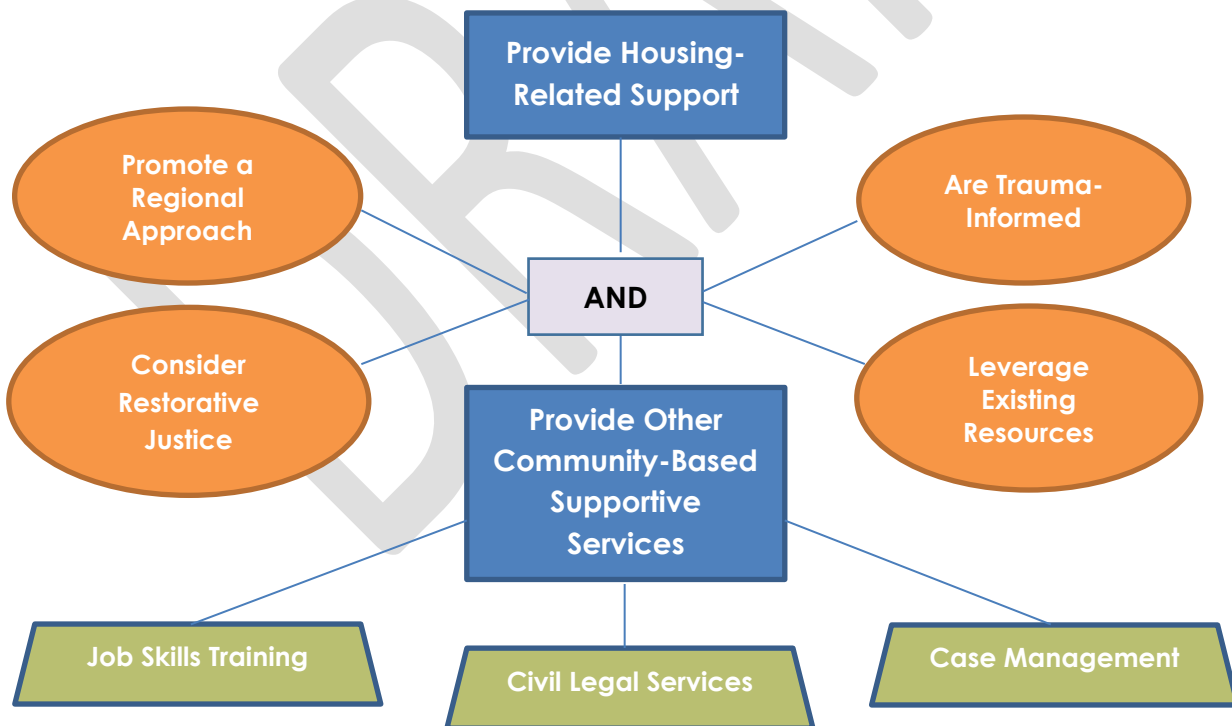 Provide Housing-
Related Support
Promote a
Regional
Approach
Are Trauma-
Informed
AND
Consider
Restorative
Justice
Leverage
Existing
Resources
Provide Other
Community-Based
Supportive
Services
Job Skills Training
Civil Legal Services
Case Management